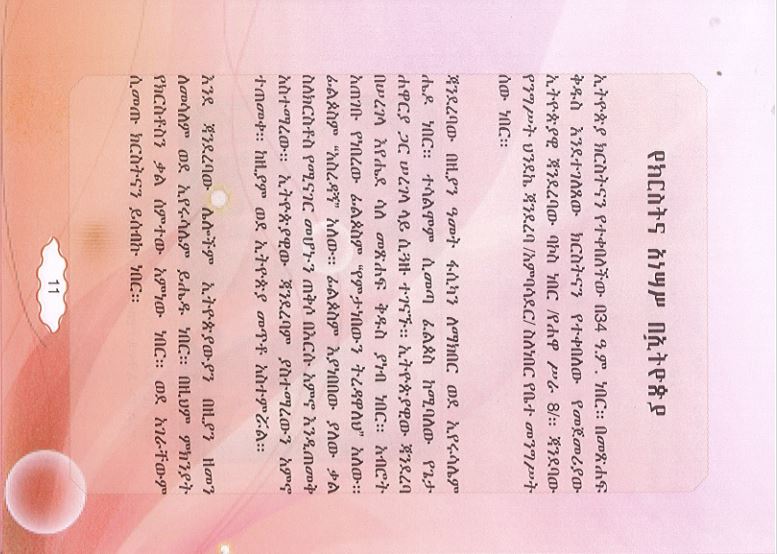 የክርስትና አነሣሥ በኢትዮጵያ
ኢትዮጵያ ክርስትናን የተቀበለችው በ34 ዓ.ም. ነበር። በመጽሐፍ
ቅዱስ እንደተገለጸው ክርስትናን የተቀበለው የመጀመሪያው
ኢትዮጵያዊ ጃንደረባው ባኮስ ነበር /የሐዋ ሥራ 8/። ጃንደባው
የንግሥት ህንደኬ ጃንደረባ /አምባሳደር/ ስለነበር የቤተ መንግሥት
ሰው ነበር።
ጃንደረባው በዚያን ዓመት ፋሲካን ለማክበር ወደ ኢየሩሳሌም
ሔዶ ነበር። ተሳልሞም ሲመጣ ፊልጶስ ከሚባለው የጌታ
ሐዋርያ ጋር ሠረገላ ላይ ሲጓዙ ተገናኙ። ኢትዮጵያዊው ጃንደረባ
በሠረገላ እየሔደ ሳለ መጽሐፍ ቅዱስ ያነብ ነበር። አብሮት
አጠገቡ የነበረው ፊልጶስም “የምታነበውን ትረዳዋለህ” አለው።
ፊልጶስም “አስረዳኝ” አለው። ፊልጶስም እያነበበው ያለው ቃል
ስለክርስቶስ የሚናገር መሆኑን ጠቅሶ በእርሱ አምኖ እንዲጠመቅ
አስተማረው። ኢትዮጵያዊው ጃንደረባም ያስተማረውን አምኖ
ተጠመቀ። ከዚያም ወደ ኢትዮጵያ መጥቶ አስተምሯል።
እንደ ጃንደረባው ሌሎችም ኢትዮጵያውያን በዚያን ዘመን
ለመሳለም ወደ ኢየሩሳሌም ይሔዱ ነበር። በዚህም ምክንያት
የክርስቶስን ቃል ሰምተው አምነው ነበር። ወደ አገራቸውም
ሲመጡ ክርስትናን ይሰብኩ ነበር።
11